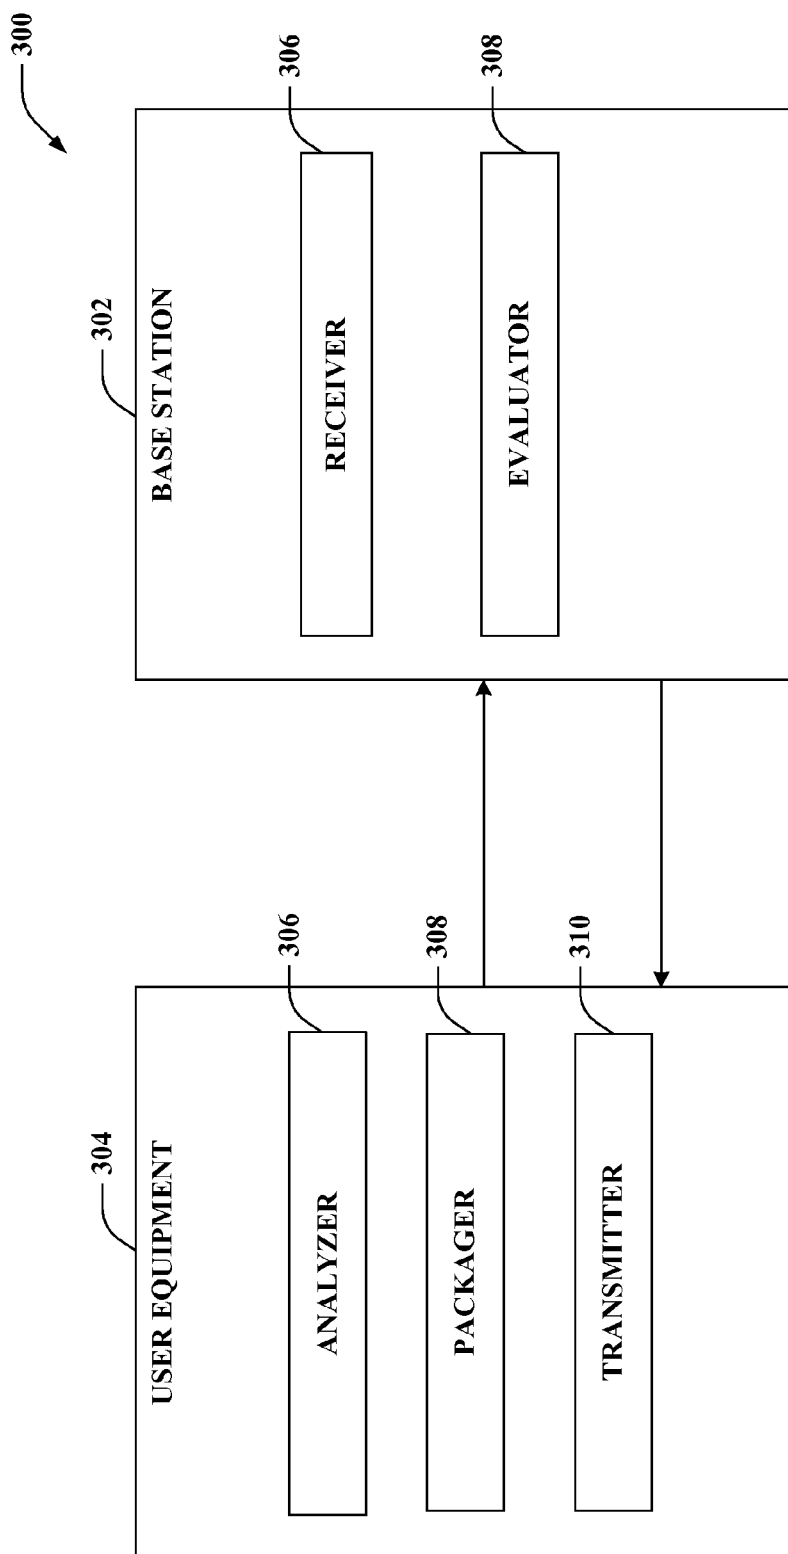 300
304
USER EQUIPMENT
306
ANALYZER
308
PACKAGER
310
TRANSMITTER
302
BASE STATION
306
RECEIVER
308
EVALUATOR